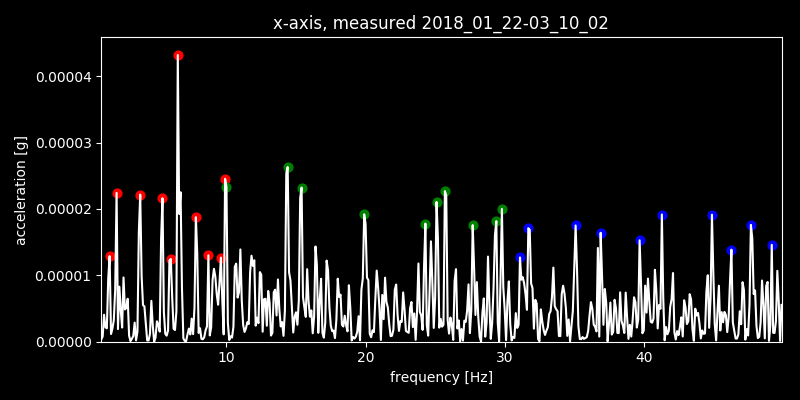 x-axis, measured 2018_01_22-03_10_02
0.00004
0.00003
0.00002
0.00001
0.00000
acceleration [g]
10 20 30 40
frequency [Hz]